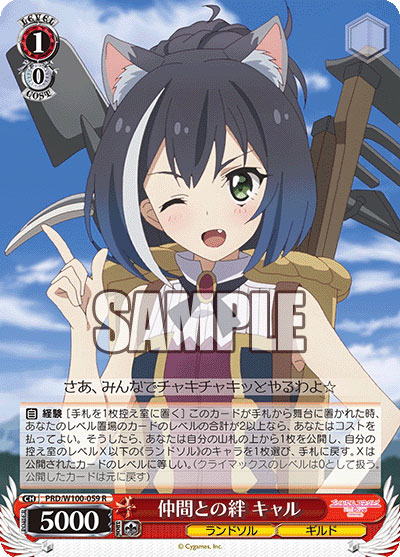 LEVEL
1
0
COST
SAMPLE
さあ、みんなでチャキチャキッとやるわよ☆
自 経験 [手札を1枚控え室に置く] このカードが手札から舞台に置かれた時、
あなたのレベル置場のカードのレベルの合計が2以上なら、あなたはコストを
払ってよい。そうしたら、あなたは自分の山札の上から1枚を公開し、自分の
控え室のレベルX以下の《ランドソル》のキャラを1枚選び、手札に戻す。X は
公開されたカードのレベルに等しい。(クライマックスのレベルは0として扱う。
公開したカードは元に戻す)
CH PRD/W100-059 R
5000
仲間との絆 キャル
ランドソル
ギルド
© Cygames, Inc.